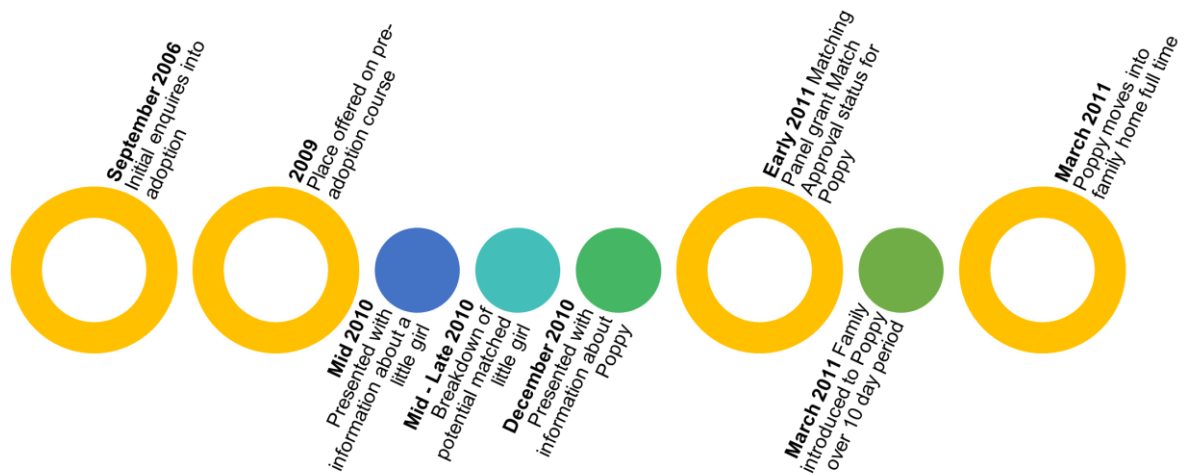 September 2006
Initial enquires into
adoption
2009
Place offered on pre-
adoption course
Mid 2010
Presented with
information about a
little girl
Mid - Late 2010
Breakdown of
potential matched
little girl
December 2010
Presented with
information about
Poppy
Early 2011 Matching
Panel grant Match
Approval status for
Poppy
March 2011 Family
introduced to Poppy
over 10 day period
March 2011
Poppy moves into
family home full time